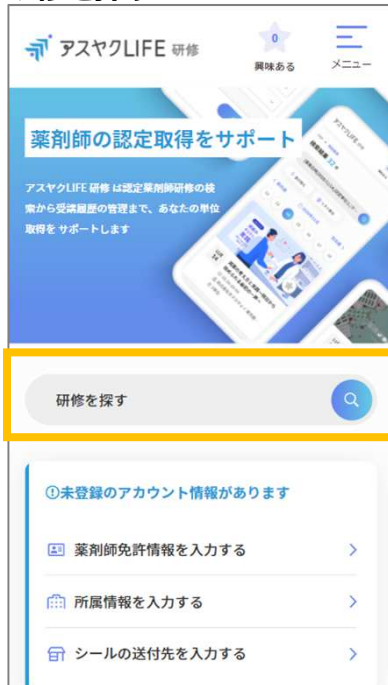 アスヤクLIFE 研修
0
興味ある
メニュー
薬剤師の認定取得をサポート
アスヤクLIFE 研修 は認定薬剤師研修の検
索から受講履歴の管理まで、あなたの単位
取得を サポートします
研修を探す
未登録のアカウント情報があります
薬剤師免許情報を入力する
所属情報を入力する
シールの送付先を入力する